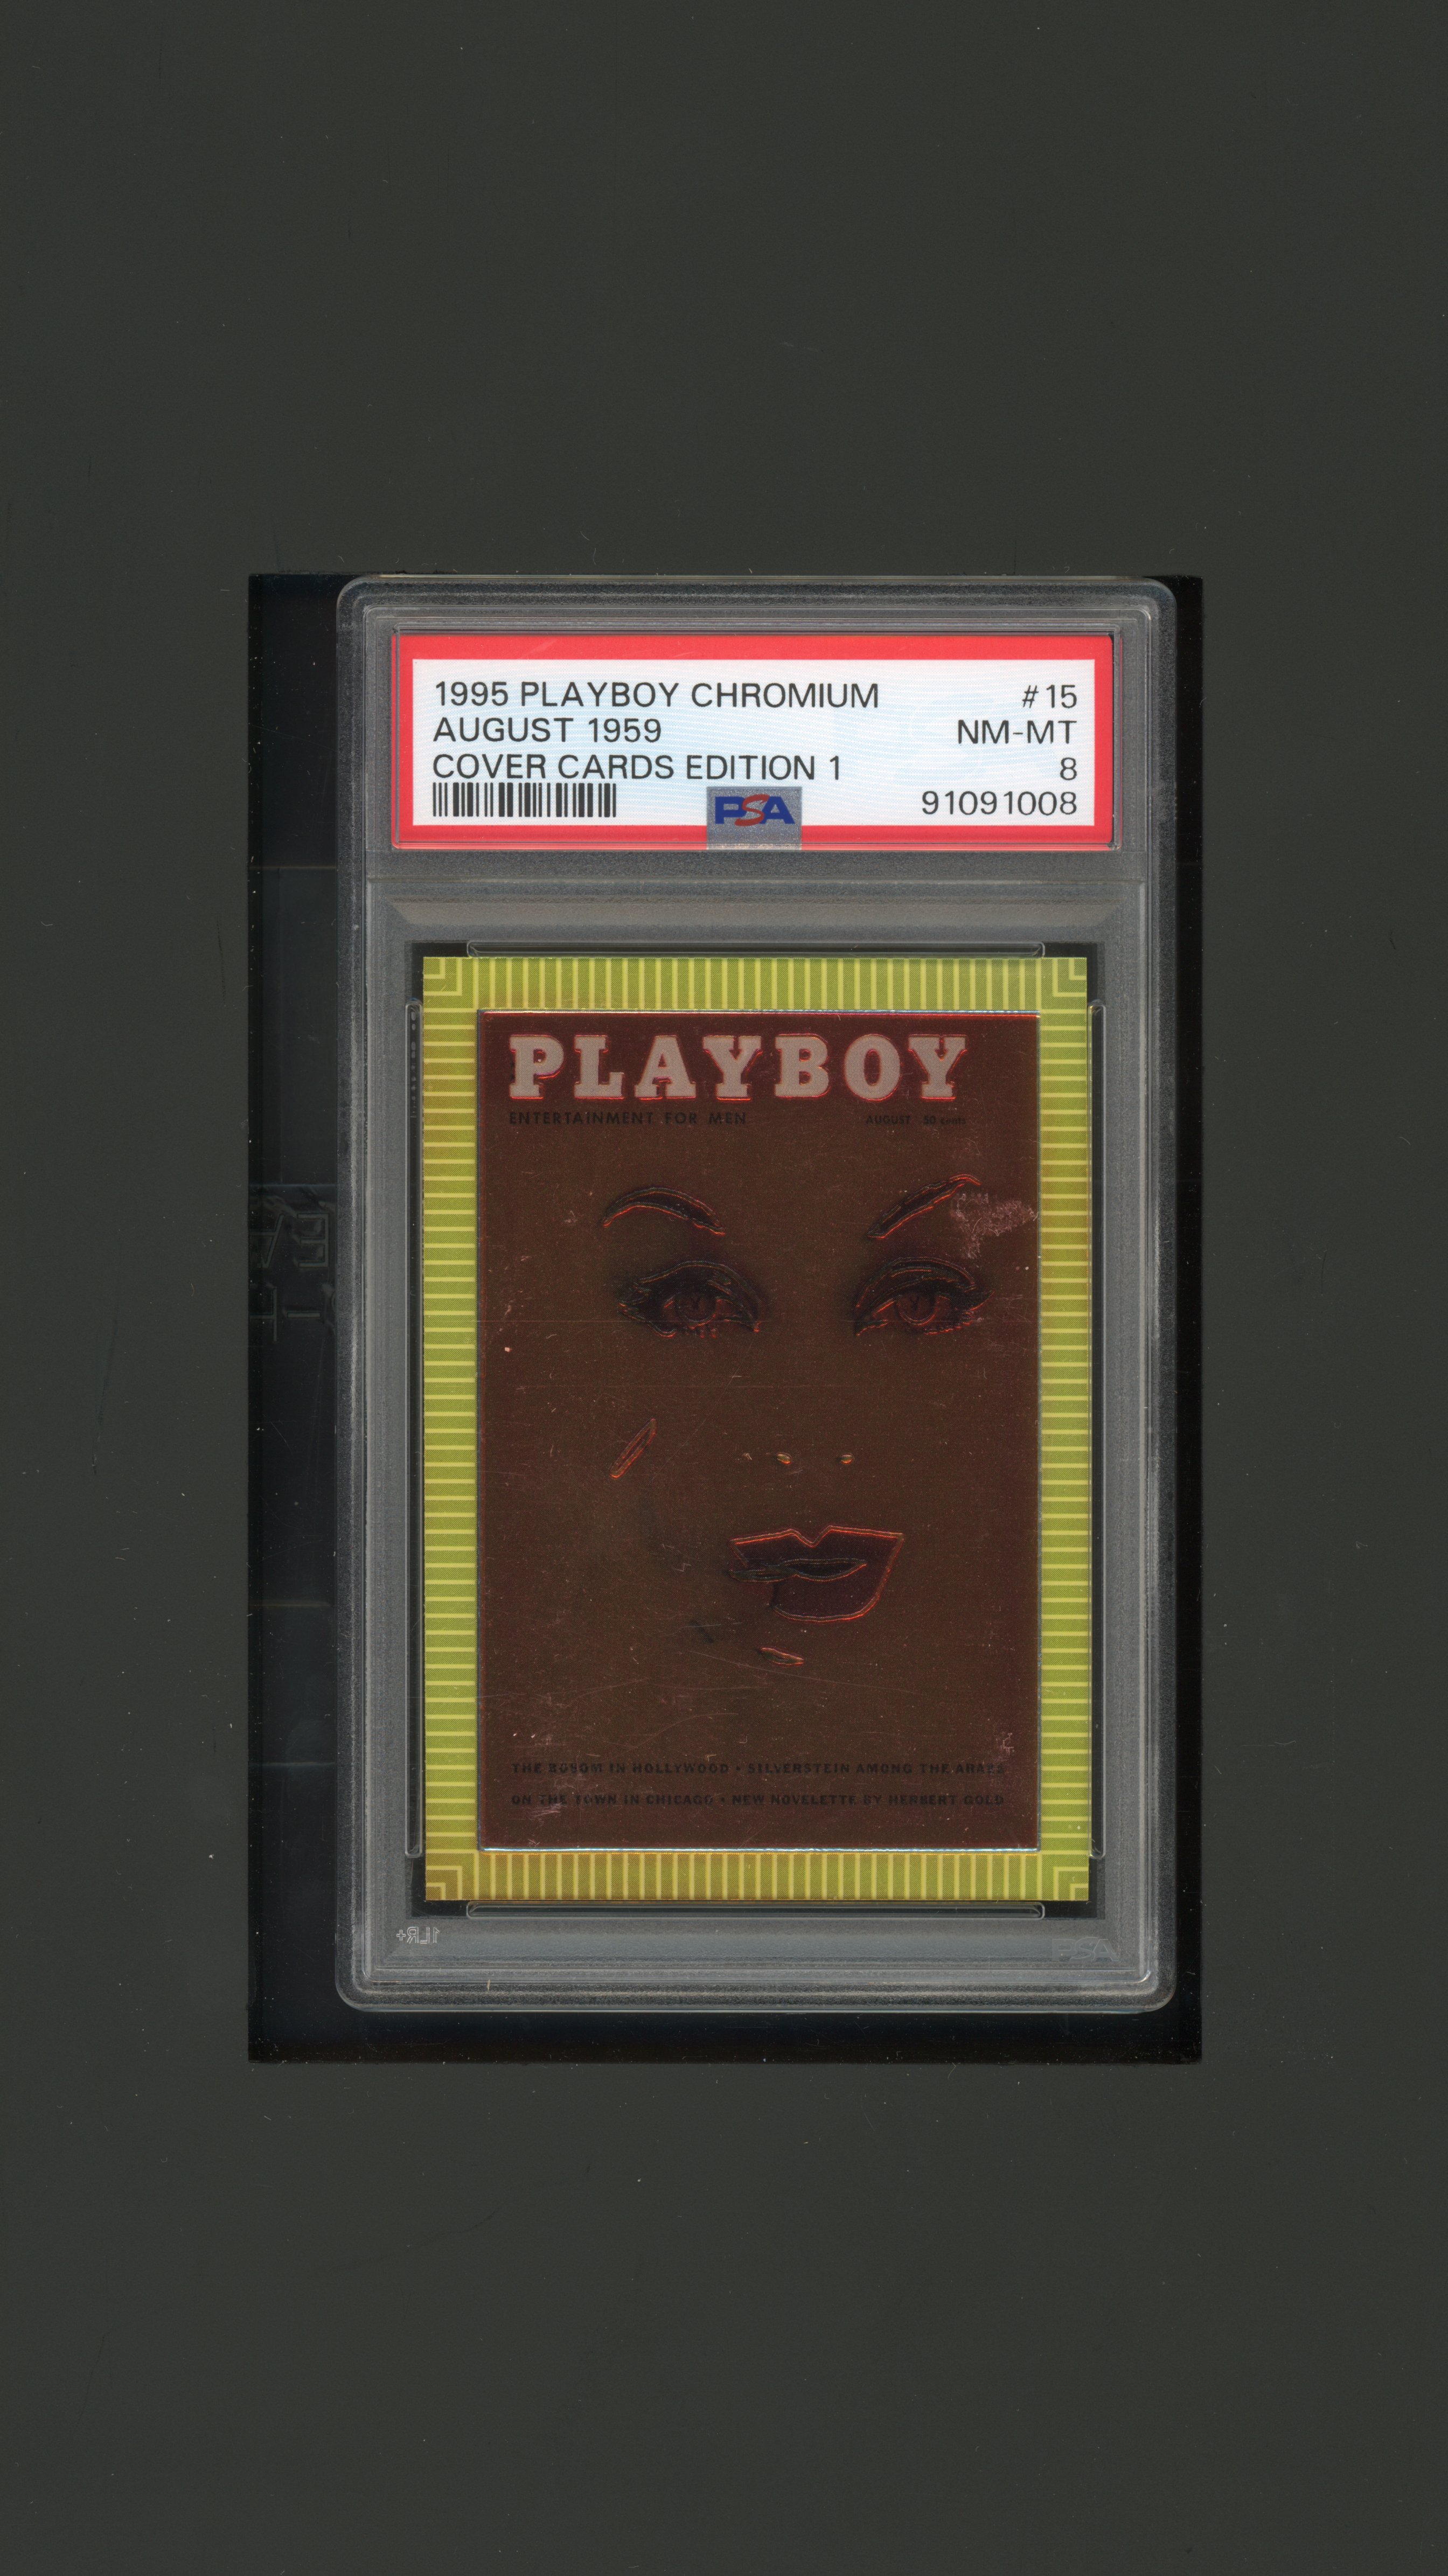 1995 PLAYBOY CHROMIUM #15
AUGUST 1959 NM-MT
COVER CARDS EDITION 1 8
PSA 91091008
PLAYBOY
ENTERTAINMENT FOR MEN AUGUST 50 cents
THE BOSOM IN HOLLYWOOD • SILVERSTEIN AMONG THE ARABS
ON THE TOWN IN CHICAGO • NEW NOVELETTE BY HERBERT GOLD
PSA